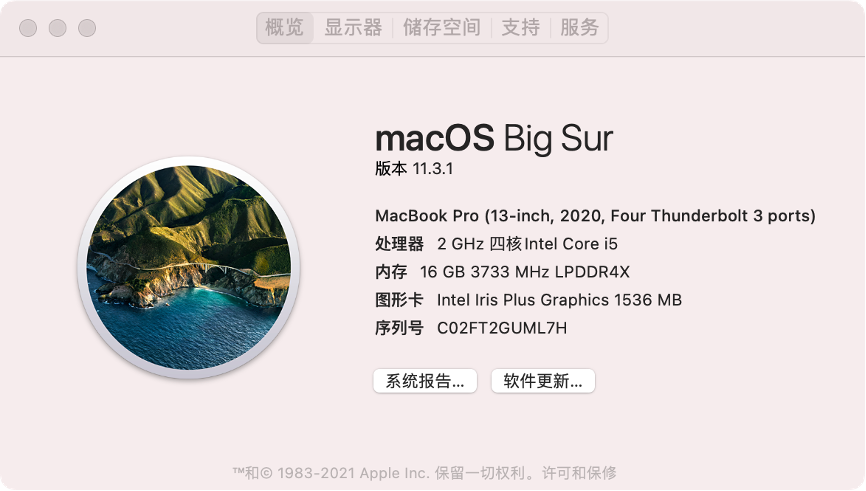 概览 显示器 储存空间 支持 服务
macOS Big Sur
版本 11.3.1
MacBook Pro (13-inch, 2020, Four Thunderbolt 3 ports)
处理器 2 GHz 四核Intel Core i5
内存 16 GB 3733 MHz LPDDR4X
图形卡 Intel Iris Plus Graphics 1536 MB
序列号 C02FT2GUML7H
系统报告... 软件更新...
™和© 1983-2021 Apple Inc. 保留一切权利。许可和保修